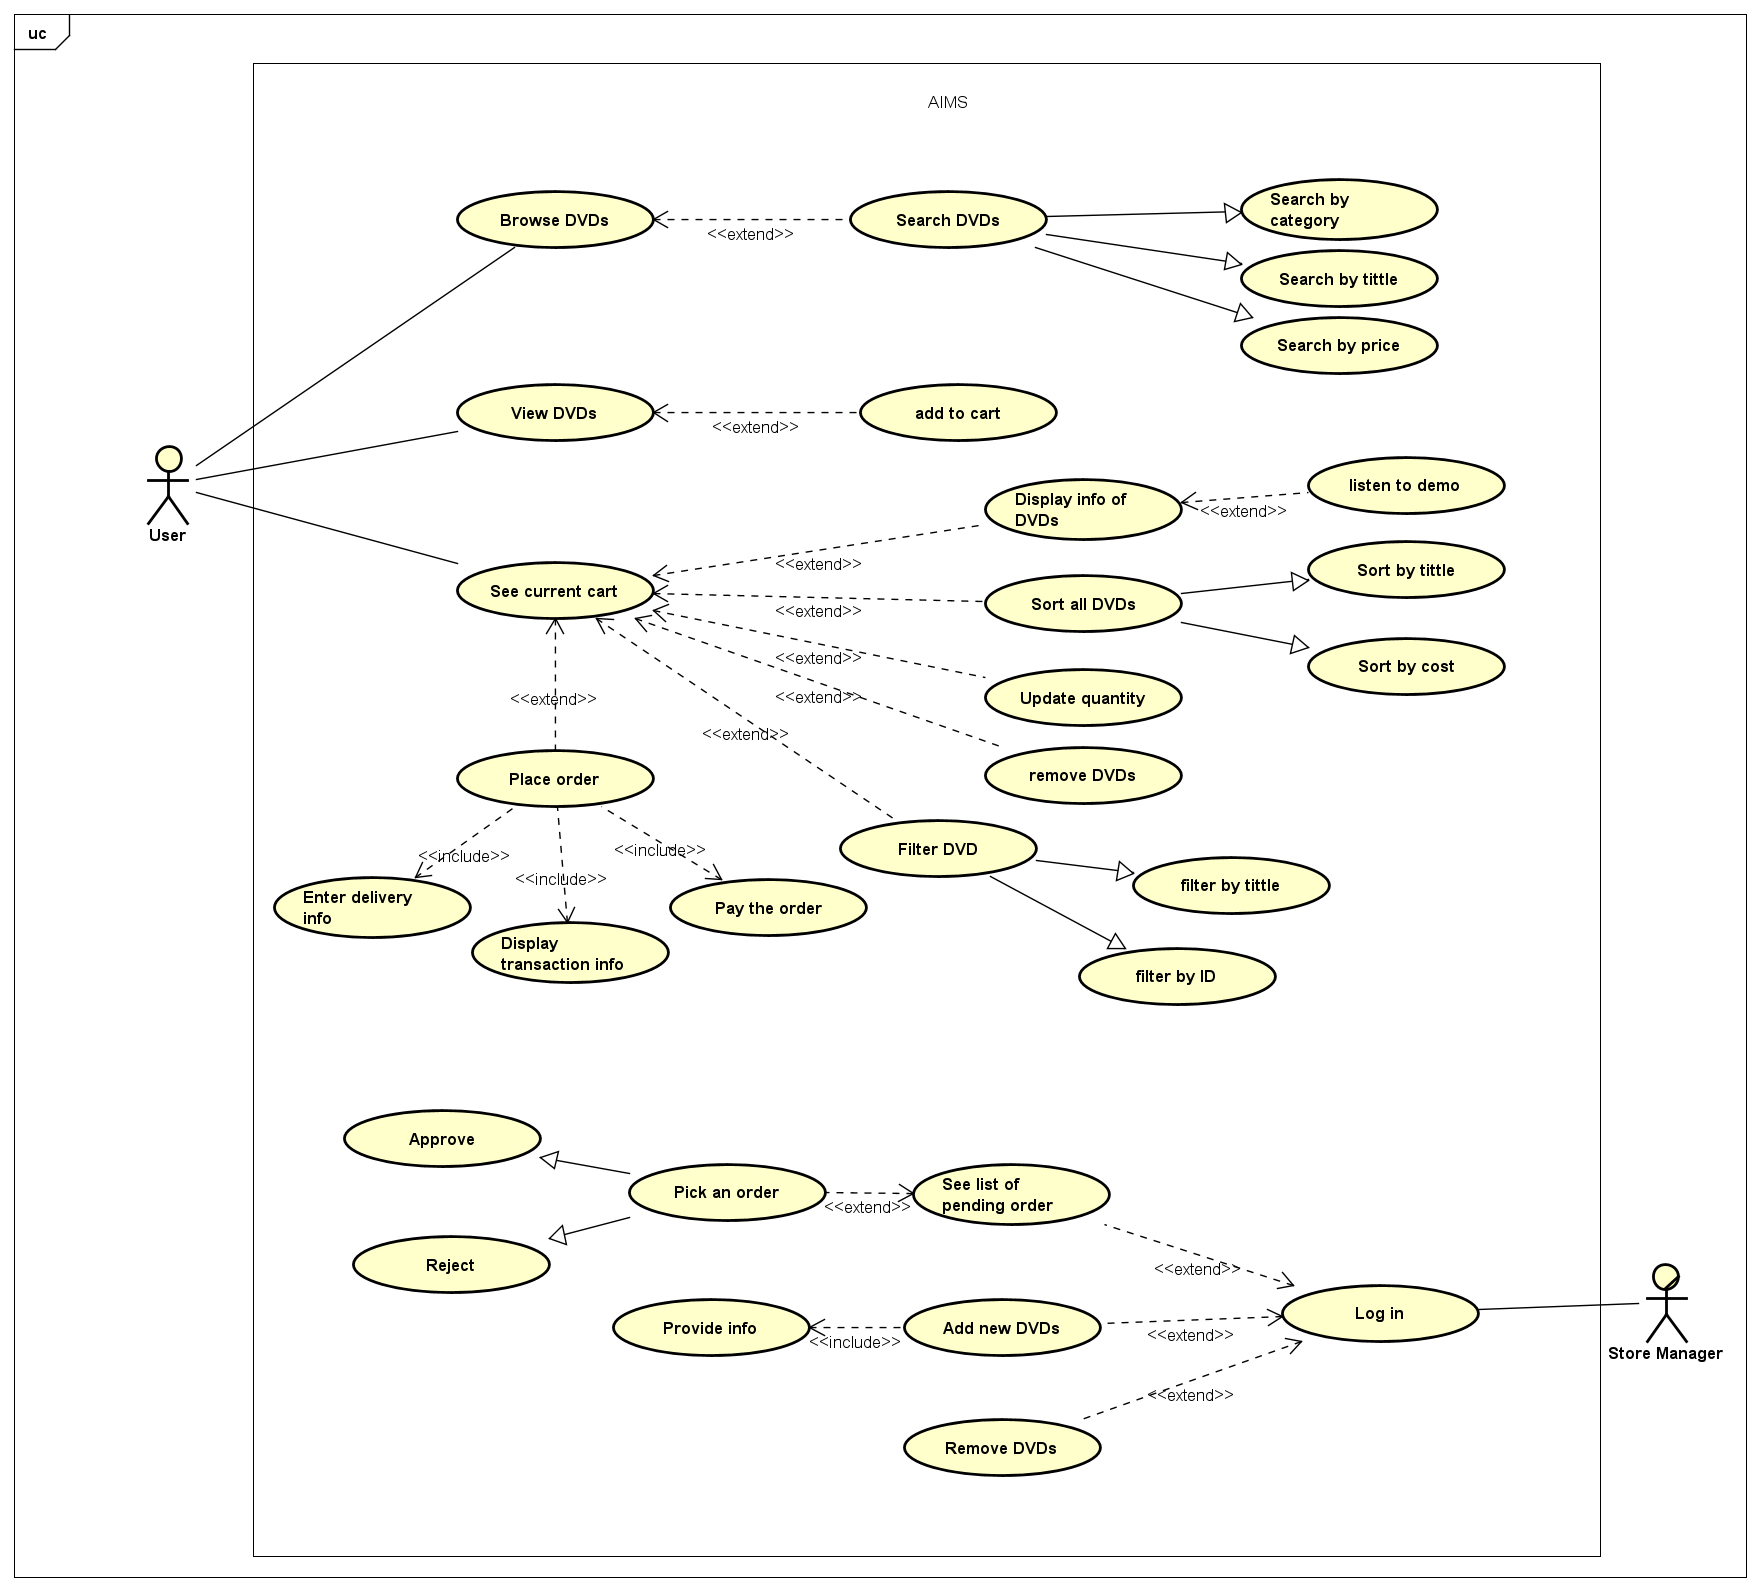 uc
AIMS
Browse DVDs
<<extend>>
Search DVDs
Search by
category
Search by tittle
Search by price
View DVDs
<<extend>>
add to cart
User
Display info of
DVDs
<<extend>>
listen to demo
<<extend>>
See current cart
Sort all DVDs
<<extend>>
Sort by tittle
Sort by cost
<<extend>>
Update quantity
<<extend>>
<<extend>>
<<extend>>
remove DVDs
Place order
<<include>>
<<include>>
<<include>>
Enter delivery
info
Display
transaction info
Pay the order
Filter DVD
filter by tittle
filter by ID
Approve
Pick an order
<<extend>>
See list of
pending order
Reject
<<extend>>
Provide info
<<include>>
Add new DVDs
<<extend>>
Log in
Store Manager
<<extend>>
Remove DVDs